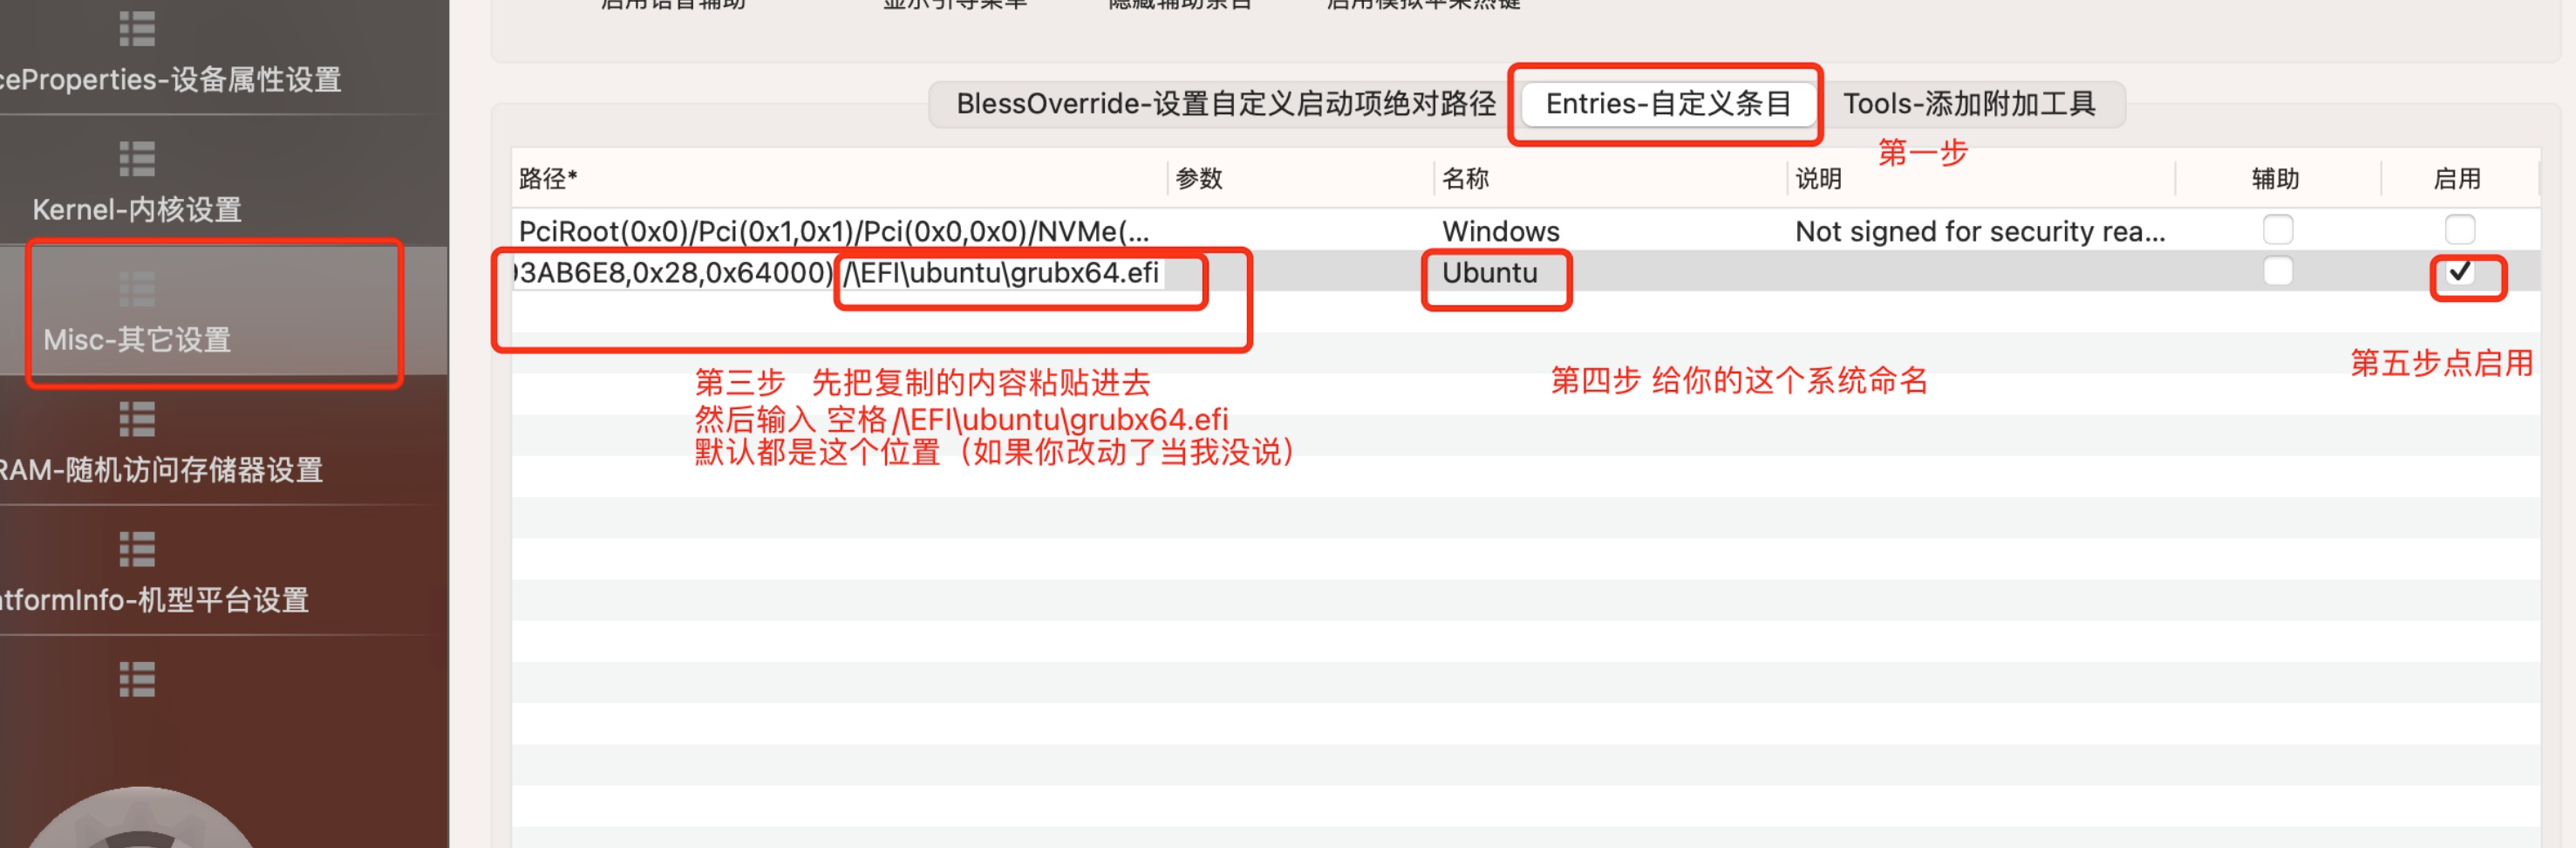 启用语音辅助 显示引导菜单 隐藏辅助条目 启用模拟苹果热键
ceProperties-设备属性设置
Kernel-内核设置
Misc-其它设置
RAM-随机访问存储器设置
atformInfo-机型平台设置
BlessOverride-设置自定义启动项绝对路径 Entries-自定义条目 Tools-添加附加工具
第一步
路径* 参数 名称 说明 辅助 启用
PciRoot(0x0)/Pci(0x1,0x1)/Pci(0x0,0x0)/NVMe(... Windows Not signed for security rea...
3AB6E8,0x28,0x64000) /\EFI\ubuntu\grubx64.efi Ubuntu
第三步 先把复制的内容粘贴进去
然后输入 空格 /\EFI\ubuntu\grubx64.efi
默认都是这个位置（如果你改动了当我没说）
第四步 给你的这个系统命名
第五步点启用